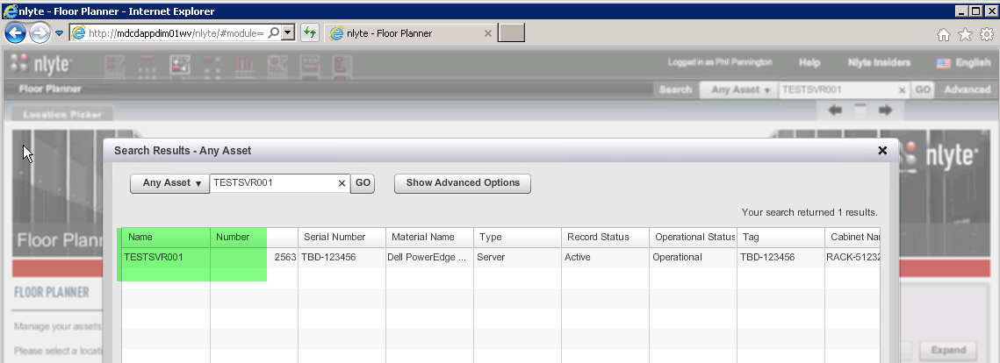 nlyte - Floor Planner - Internet Explorer
http://mdcdappdim01wv/nlyte/#module=
nlyte - Floor Planner
nlyte
Logged in as Phil Pannington Help Nlyte Insiders English
Floor Planner Search Any Asset TESTSVR001 GO Advanced
Location Picker
Search Results - Any Asset
nlyte
Any Asset TESTSVR001 GO Show Advanced Options
Your search returned 1 results.
Name Number Serial Number Material Name Type Record Status Operational Status Tag Cabinet Nar
Floor Plann
TESTSVR001 2563 TBD-123456 Dell PowerEdge ... Server Active Operational TBD-123456 RACK-51232
FLOOR PLANNER
Manage your assets
Please select a locati
Expand